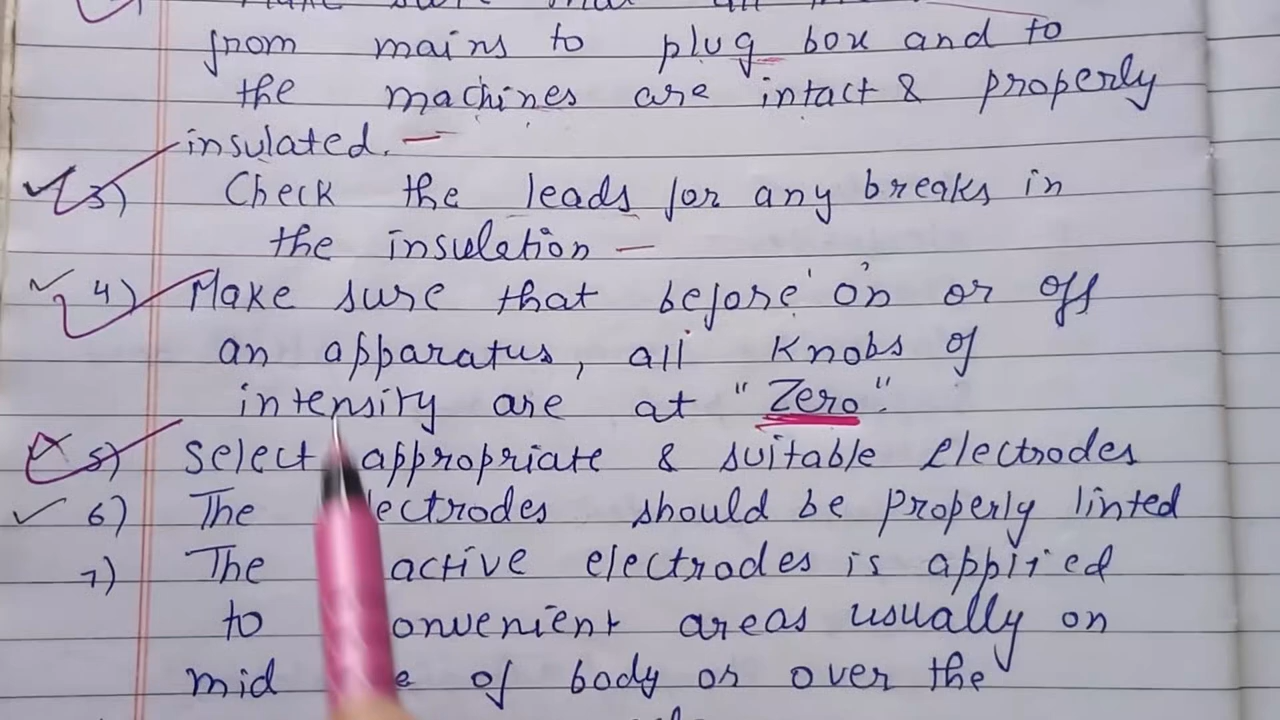 from mains to plug box and to
the machines are intact & properly
insulated. —
3) Check the leads for any breaks in
the insulation —
4) Make sure that before on or off
an apparatus, all knobs of
intensity are at "Zero".
5) select appropriate & suitable electrodes
6) The ectrodes should be properly linted
7) The active electrodes is applied
to onvenient areas usually on
mid e of body or over the